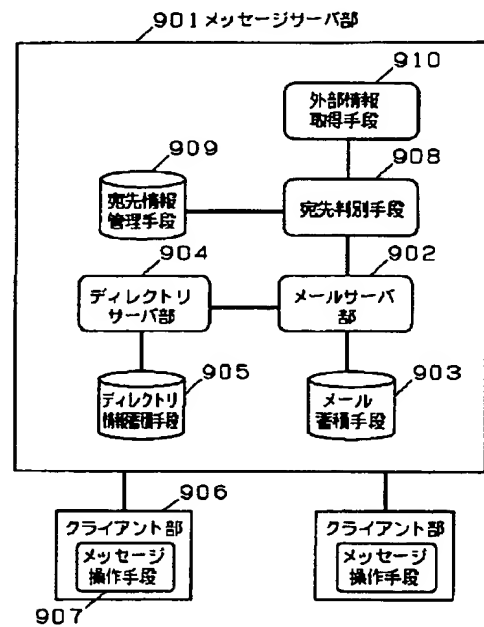 901メッセージサーバ部
910
外部情報
取得手段
909
908
宛先情報
管理手段
宛先判別手段
904
902
ディレクトリ
サーバ部
メールサーバ
部
905
903
ディレクトリ
情報蓄積手段
メール
蓄積手段
906
クライアント部
メッセージ
操作手段
907
クライアント部
メッセージ
操作手段